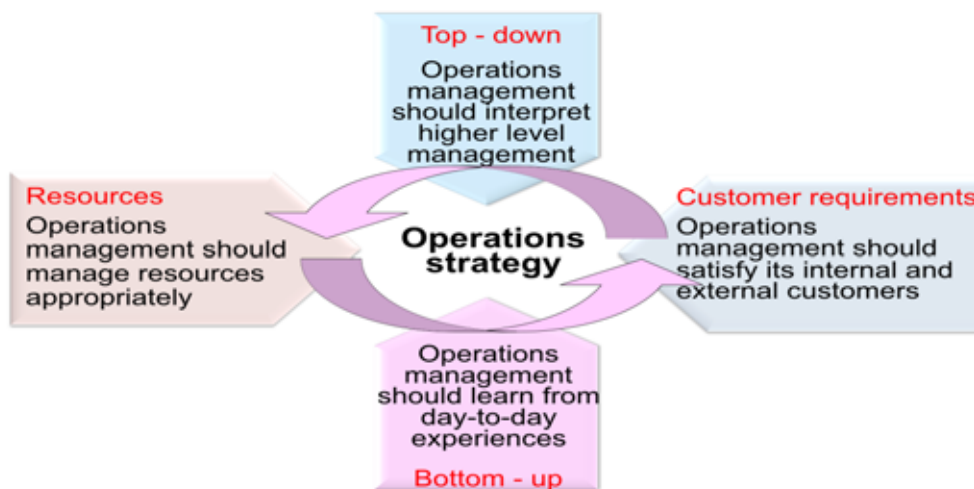 Top - down
Operations
management
should interpret
higher level
management
Resources
Operations
management should
manage resources
appropriately
Operations
strategy
Customer requirements
Operations
management should
satisfy its internal and
external customers
Operations
management
should learn from
day-to-day
experiences
Bottom - up